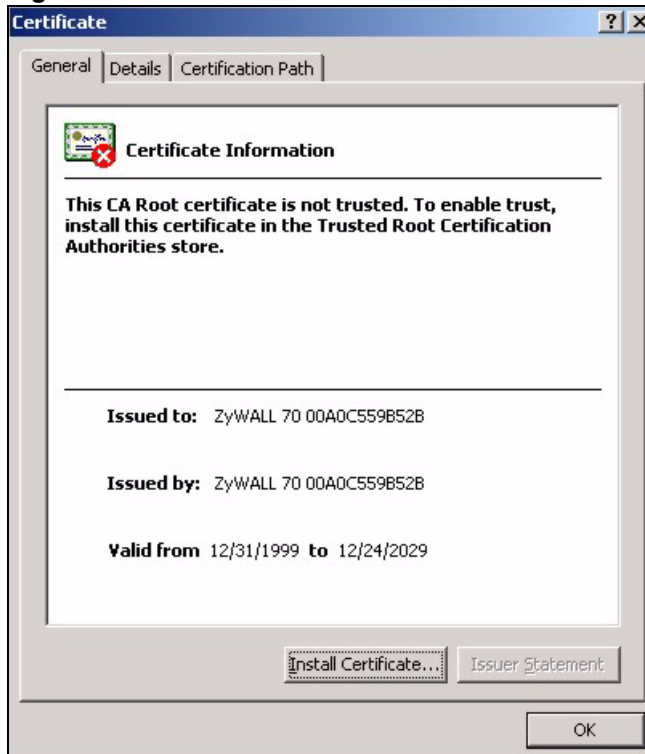 Certificate
General
Details
Certification Path
Certificate Information
This CA Root certificate is not trusted. To enable trust,
install this certificate in the Trusted Root Certification
Authorities store.
Issued to: ZyWALL 70 00A0C559B52B
Issued by: ZyWALL 70 00A0C559B52B
Valid from 12/31/1999 to 12/24/2029
Install Certificate...
Issuer Statement
OK